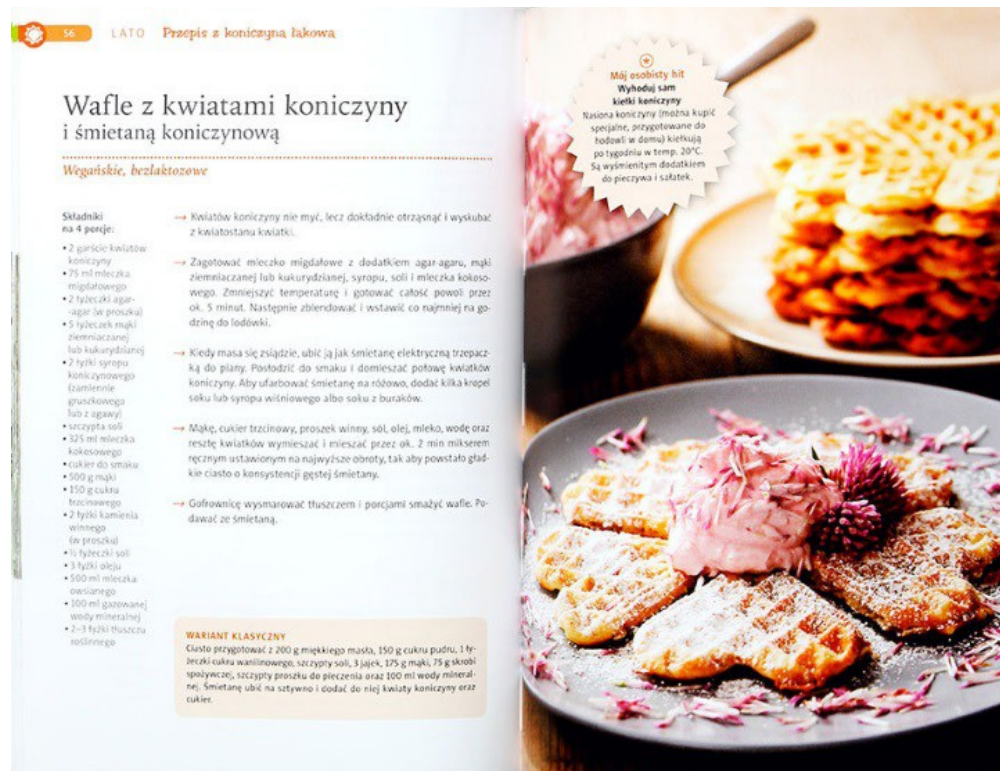 56 LATO Przepis z koniczyną łąkową
Wafle z kwiatami koniczyny
i śmietaną koniczynową
Wegańskie, bezlaktozowe
Składniki
na 4 porcje:
• 2 garście kwiatów
koniczyny
• 75 ml mleczka
migdałowego
• 2 łyżeczki agar-
-agar (w proszku)
• 5 łyżeczek mąki
ziemniaczanej
lub kukurydzianej
• 2 łyżki syropu
koniczynowego
(zamiennie
gruszkowego
lub z agawy)
• szczypta soli
• 325 ml mleczka
kokosowego
• cukier do smaku
• 500 g mąki
• 150 g cukru
trzcinowego
• 2 łyżki kamienia
winnego
(w proszku)
• ½ łyżeczki soli
• 3 łyżki oleju
• 500 ml mleczka
owsianego
• 100 ml gazowanej
wody mineralnej
• 2–3 łyżki tłuszczu
roślinnego
→ Kwiatów koniczyny nie myć, lecz dokładnie otrząsnąć i wyskubać
z kwiatostanu kwiatki.
→ Zagotować mleczko migdałowe z dodatkiem agar-agaru, mąki
ziemniaczanej lub kukurydzianej, syropu, soli i mleczka kokoso-
wego. Zmniejszyć temperaturę i gotować całość powoli przez
ok. 5 minut. Następnie zblendować i wstawić co najmniej na go-
dzinę do lodówki.
→ Kiedy masa się zsiądzie, ubić ją jak śmietanę elektryczną trzepacz-
ką do piany. Posłodzić do smaku i domieszać połowę kwiatków
koniczyny. Aby ufarbować śmietanę na różowo, dodać kilka kropel
soku lub syropu wiśniowego albo soku z buraków.
→ Mąkę, cukier trzcinowy, proszek winny, sól, olej, mleko, wodę oraz
resztę kwiatków wymieszać i mieszać przez ok. 2 min mikserem
ręcznym ustawionym na najwyższe obroty, tak aby powstało gład-
kie ciasto o konsystencji gęstej śmietany.
→ Gofrownicę wysmarować tłuszczem i porcjami smażyć wafle. Po-
dawać ze śmietaną.
WARIANT KLASYCZNY
Ciasto przygotować z 200 g miękkiego masła, 150 g cukru pudru, 1 ły-
żeczki cukru wanilinowego, szczypty soli, 3 jajek, 175 g mąki, 75 g skrobi
spożywczej, szczypty proszku do pieczenia oraz 100 ml wody mineral-
nej. Śmietanę ubić na sztywno i dodać do niej kwiaty koniczyny oraz
cukier.
Mój osobisty hit
Wyhoduj sam
kiełki koniczyny
Nasiona koniczyny (można kupić
specjalne, przygotowane do
hodowli w domu) kiełkują
po tygodniu w temp. 20°C.
Są wyśmienitym dodatkiem
do pieczywa i sałatek.